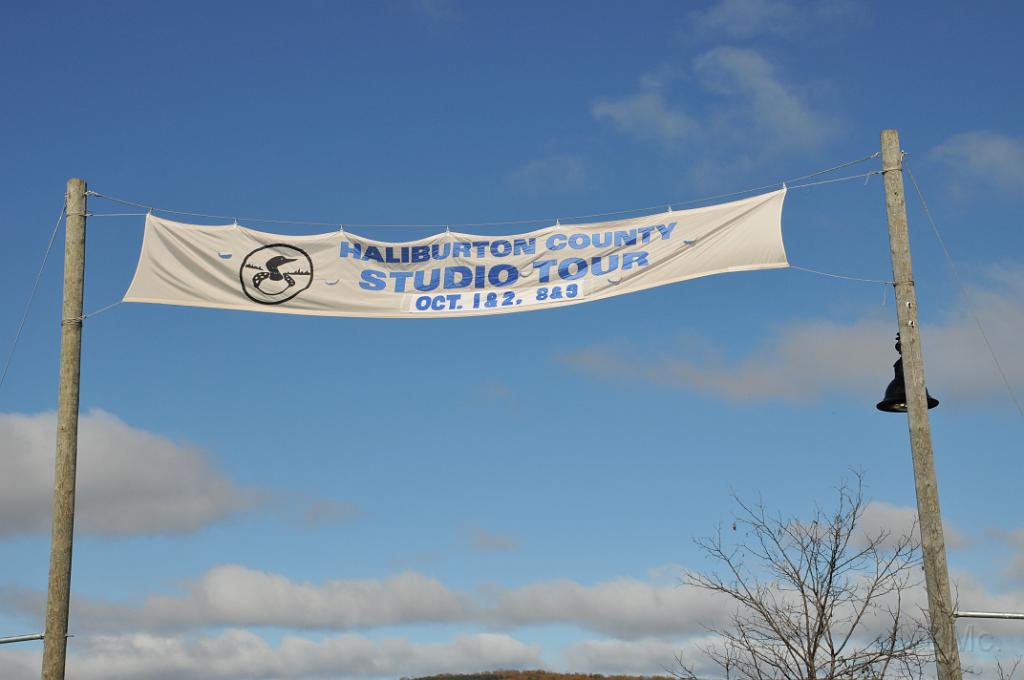 HALIBURTON COUNTY
STUDIO TOUR
OCT. 1&2, 8&9